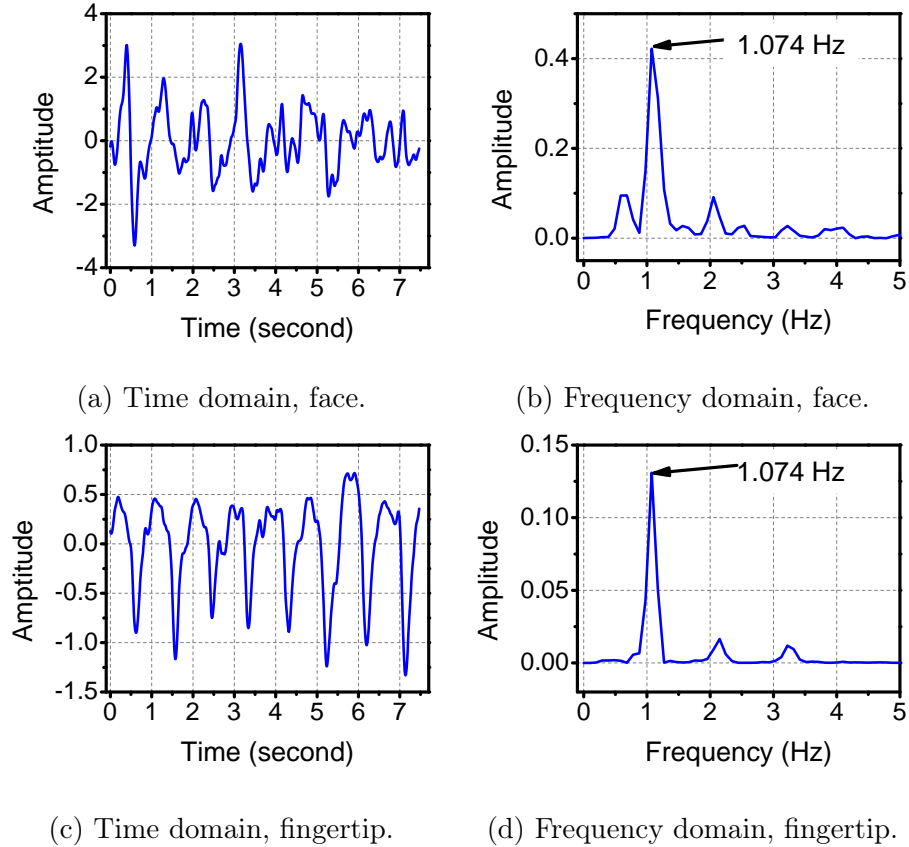 4
2
0
-2
-4
Amptitude
0 1 2 3 4 5 6 7
Time (second)
(a) Time domain, face.
0.4
0.2
0.0
Amplitude
1.074 Hz
0 1 2 3 4 5
Frequency (Hz)
(b) Frequency domain, face.
1.0
0.5
0.0
-0.5
-1.0
-1.5
Amptitude
0 1 2 3 4 5 6 7
Time (second)
(c) Time domain, fingertip.
0.15
0.10
0.05
0.00
Amplitude
1.074 Hz
0 1 2 3 4 5
Frequency (Hz)
(d) Frequency domain, fingertip.